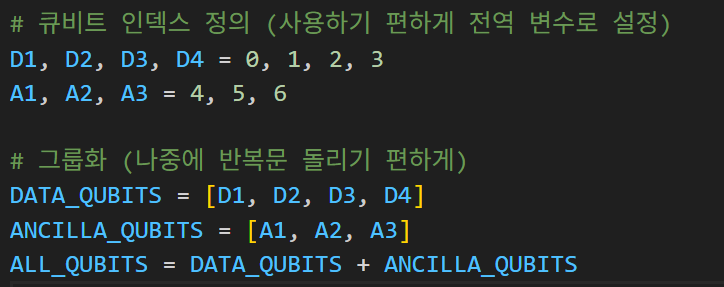 # 큐비트 인덱스 정의 (사용하기 편하게 전역 변수로 설정)
D1, D2, D3, D4 = 0, 1, 2, 3
A1, A2, A3 = 4, 5, 6
# 그룹화 (나중에 반복문 돌리기 편하게)
DATA_QUBITS = [D1, D2, D3, D4]
ANCILLA_QUBITS = [A1, A2, A3]
ALL_QUBITS = DATA_QUBITS + ANCILLA_QUBITS